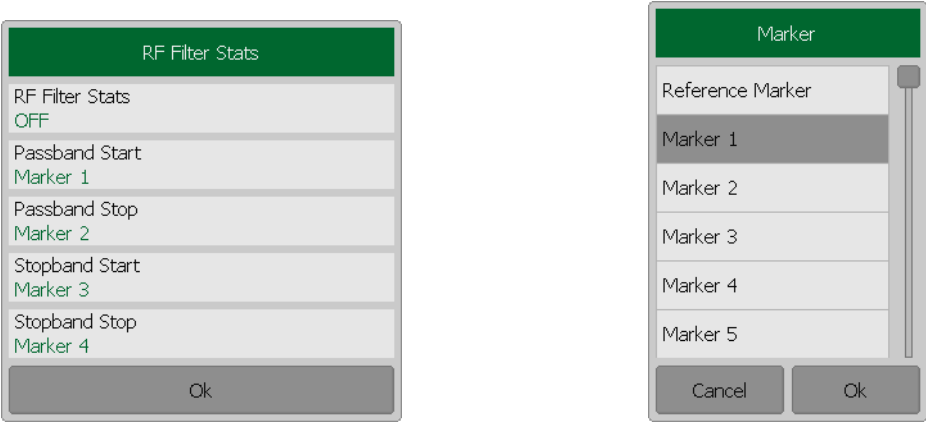 RF Filter Stats
RF Filter Stats
OFF
Passband Start
Marker 1
Passband Stop
Marker 2
Stopband Start
Marker 3
Stopband Stop
Marker 4
Ok
Marker
Reference Marker
Marker 1
Marker 2
Marker 3
Marker 4
Marker 5
Cancel
Ok